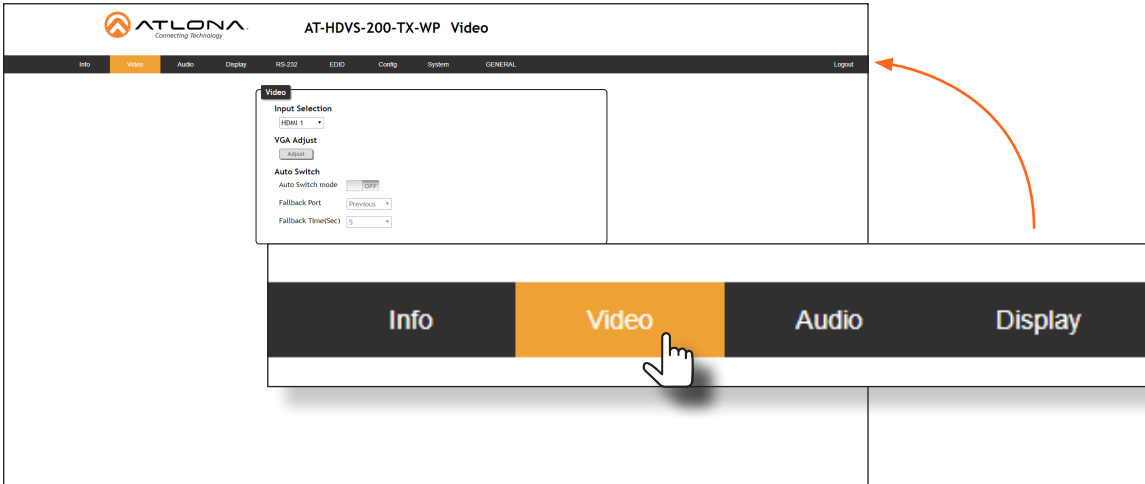 ATLONA.
Connecting Technology
AT-HDVS-200-TX-WP Video
Info Video Audio Display RS-232 EDID Config System GENERAL Logout
Video
Input Selection
HDMI 1
VGA Adjust
Adjust
Auto Switch
Auto Switch mode OFF
Fallback Port Previous
Fallback Time(Sec) 5
Info Video Audio Display